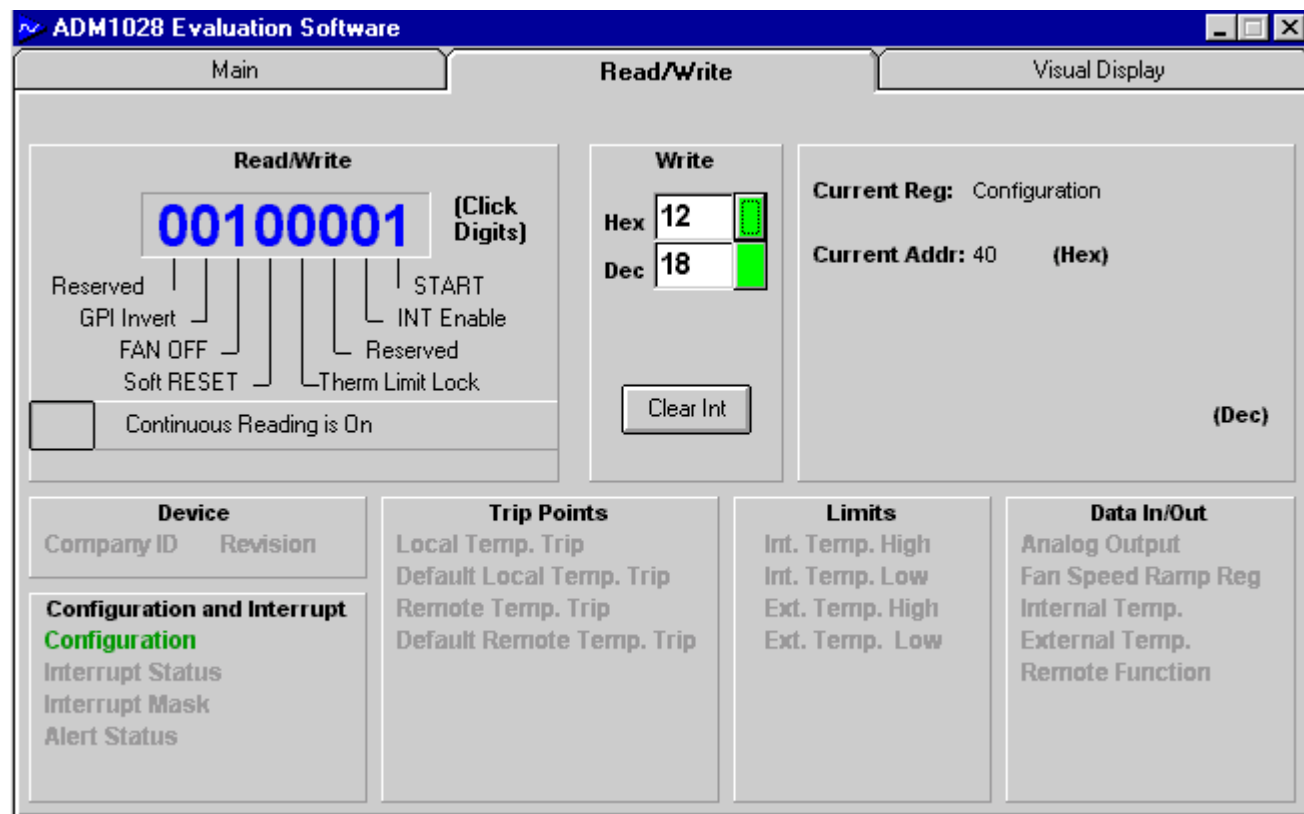 ADM1028 Evaluation Software
Main
Read/Write
Visual Display
Read/Write
00100001
(Click
Digits)
Reserved
START
GPI Invert
INT Enable
FAN OFF
Reserved
Soft RESET
Therm Limit Lock
Continuous Reading is On
Write
Hex 12
Dec 18
Clear Int
Current Reg: Configuration
Current Addr: 40 (Hex)
(Dec)
Device
Company ID Revision
Configuration and Interrupt
Configuration
Interrupt Status
Interrupt Mask
Alert Status
Trip Points
Local Temp. Trip
Default Local Temp. Trip
Remote Temp. Trip
Default Remote Temp. Trip
Limits
Int. Temp. High
Int. Temp. Low
Ext. Temp. High
Ext. Temp. Low
Data In/Out
Analog Output
Fan Speed Ramp Reg
Internal Temp.
External Temp.
Remote Function